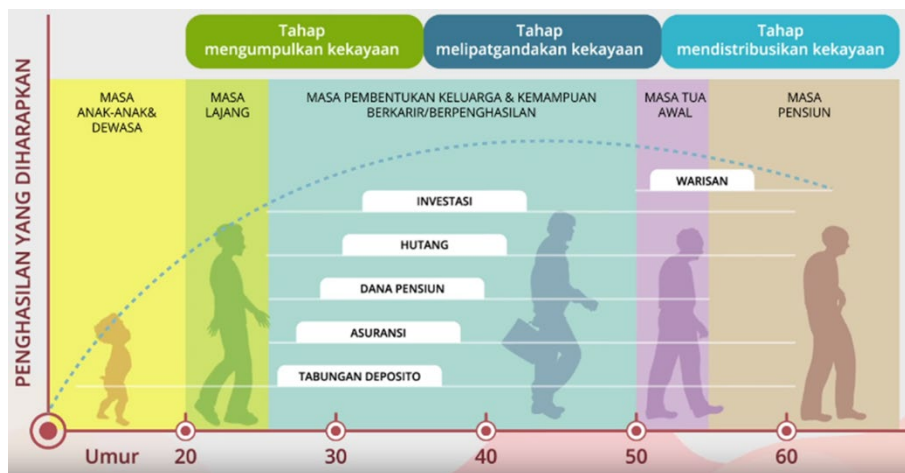 Tahap
mengumpulkan kekayaan
Tahap
melipatgandakan kekayaan
Tahap
mendistribusikan kekayaan
PENGHASILAN YANG DIHARAPKAN
MASA
ANAK-ANAK&
DEWASA
MASA
LAJANG
MASA PEMBENTUKAN KELUARGA & KEMAMPUAN
BERKARIR/BERPENGHASILAN
MASA TUA
AWAL
MASA
PENSIUN
WARISAN
INVESTASI
HUTANG
DANA PENSIUN
ASURANSI
TABUNGAN DEPOSITO
Umur
20
30
40
50
60